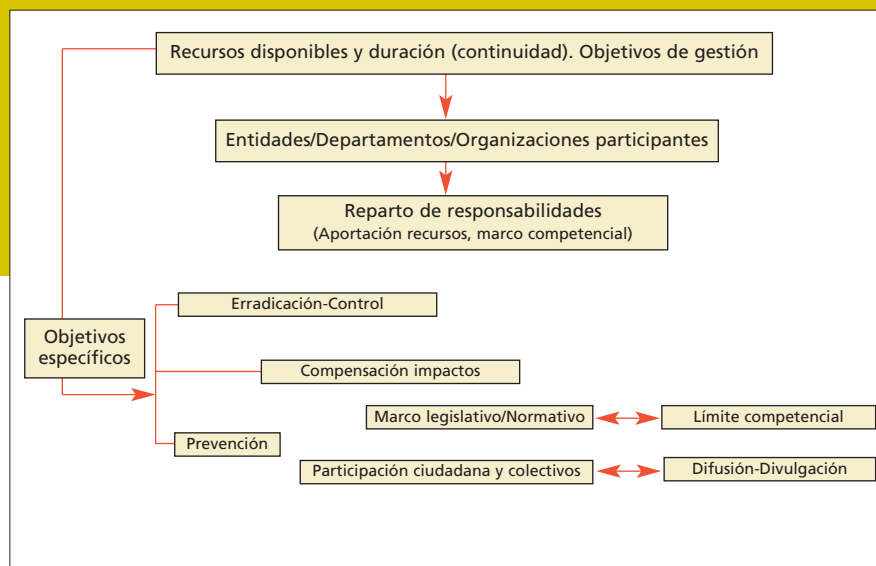 Recursos disponibles y duración (continuidad). Objetivos de gestión
Entidades/Departamentos/Organizaciones participantes
Reparto de responsabilidades
(Aportación recursos, marco competencial)
Erradicación-Control
Objetivos
específicos
Compensación impactos
Marco legislativo/Normativo
Límite competencial
Prevención
Participación ciudadana y colectivos
Difusión-Divulgación